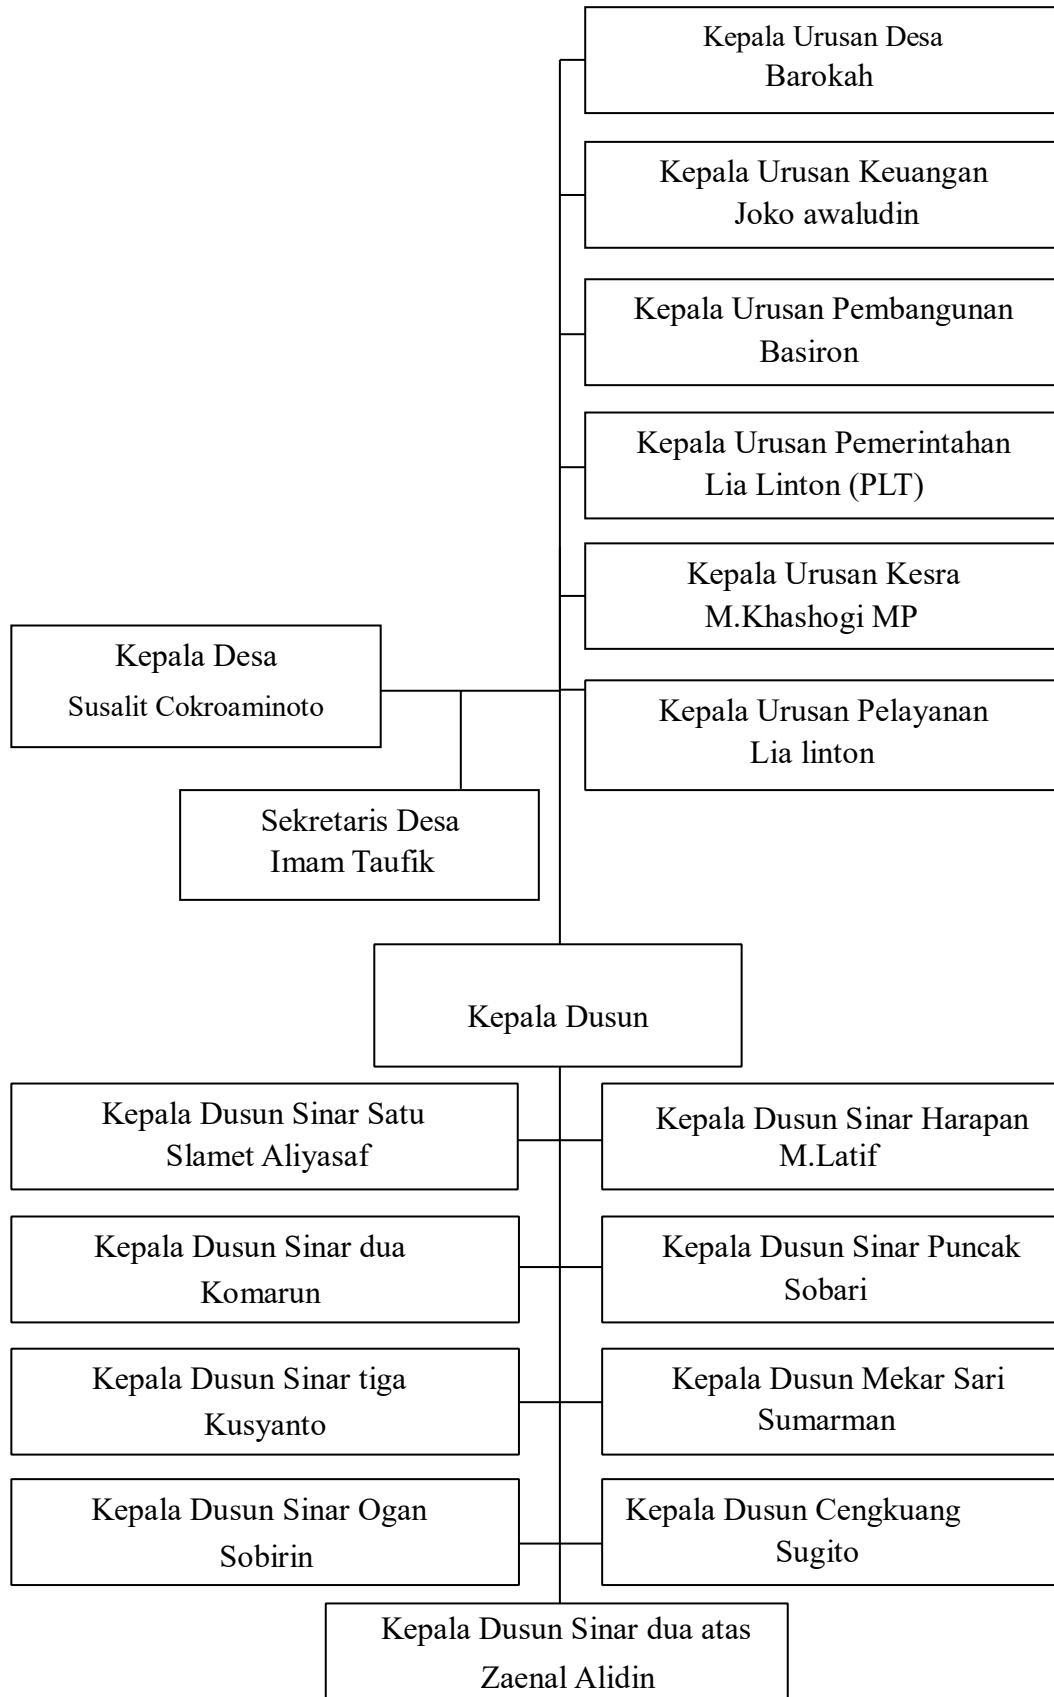 Kepala Urusan Desa
Barokah
Kepala Urusan Keuangan
Joko awaludin
Kepala Urusan Pembangunan
Basiron
Kepala Urusan Pemerintahan
Lia Linton (PLT)
Kepala Urusan Kesra
M.Khashogi MP
Kepala Desa
Susalit Cokroaminoto
Kepala Urusan Pelayanan
Lia linton
Sekretaris Desa
Imam Taufik
Kepala Dusun
Kepala Dusun Sinar Satu
Slamet Aliyasaf
Kepala Dusun Sinar Harapan
M.Latif
Kepala Dusun Sinar dua
Komarun
Kepala Dusun Sinar Puncak
Sobari
Kepala Dusun Sinar tiga
Kusyanto
Kepala Dusun Mekar Sari
Sumarman
Kepala Dusun Sinar Ogan
Sobirin
Kepala Dusun Cengkuang
Sugito
Kepala Dusun Sinar dua atas
Zaenal Alidin